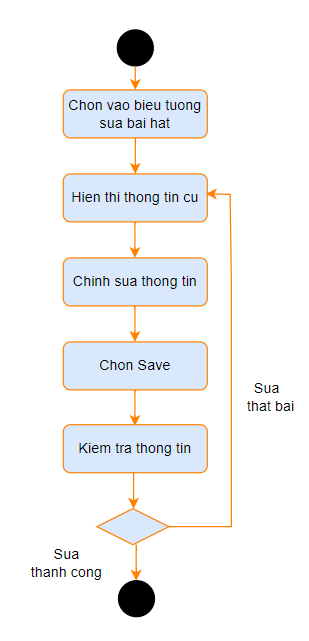 Chon vao bieu tuong
sua bai hat
Hien thi thong tin cu
Chinh sua thong tin
Chon Save
Sua
that bai
Kiem tra thong tin
Sua
thanh cong